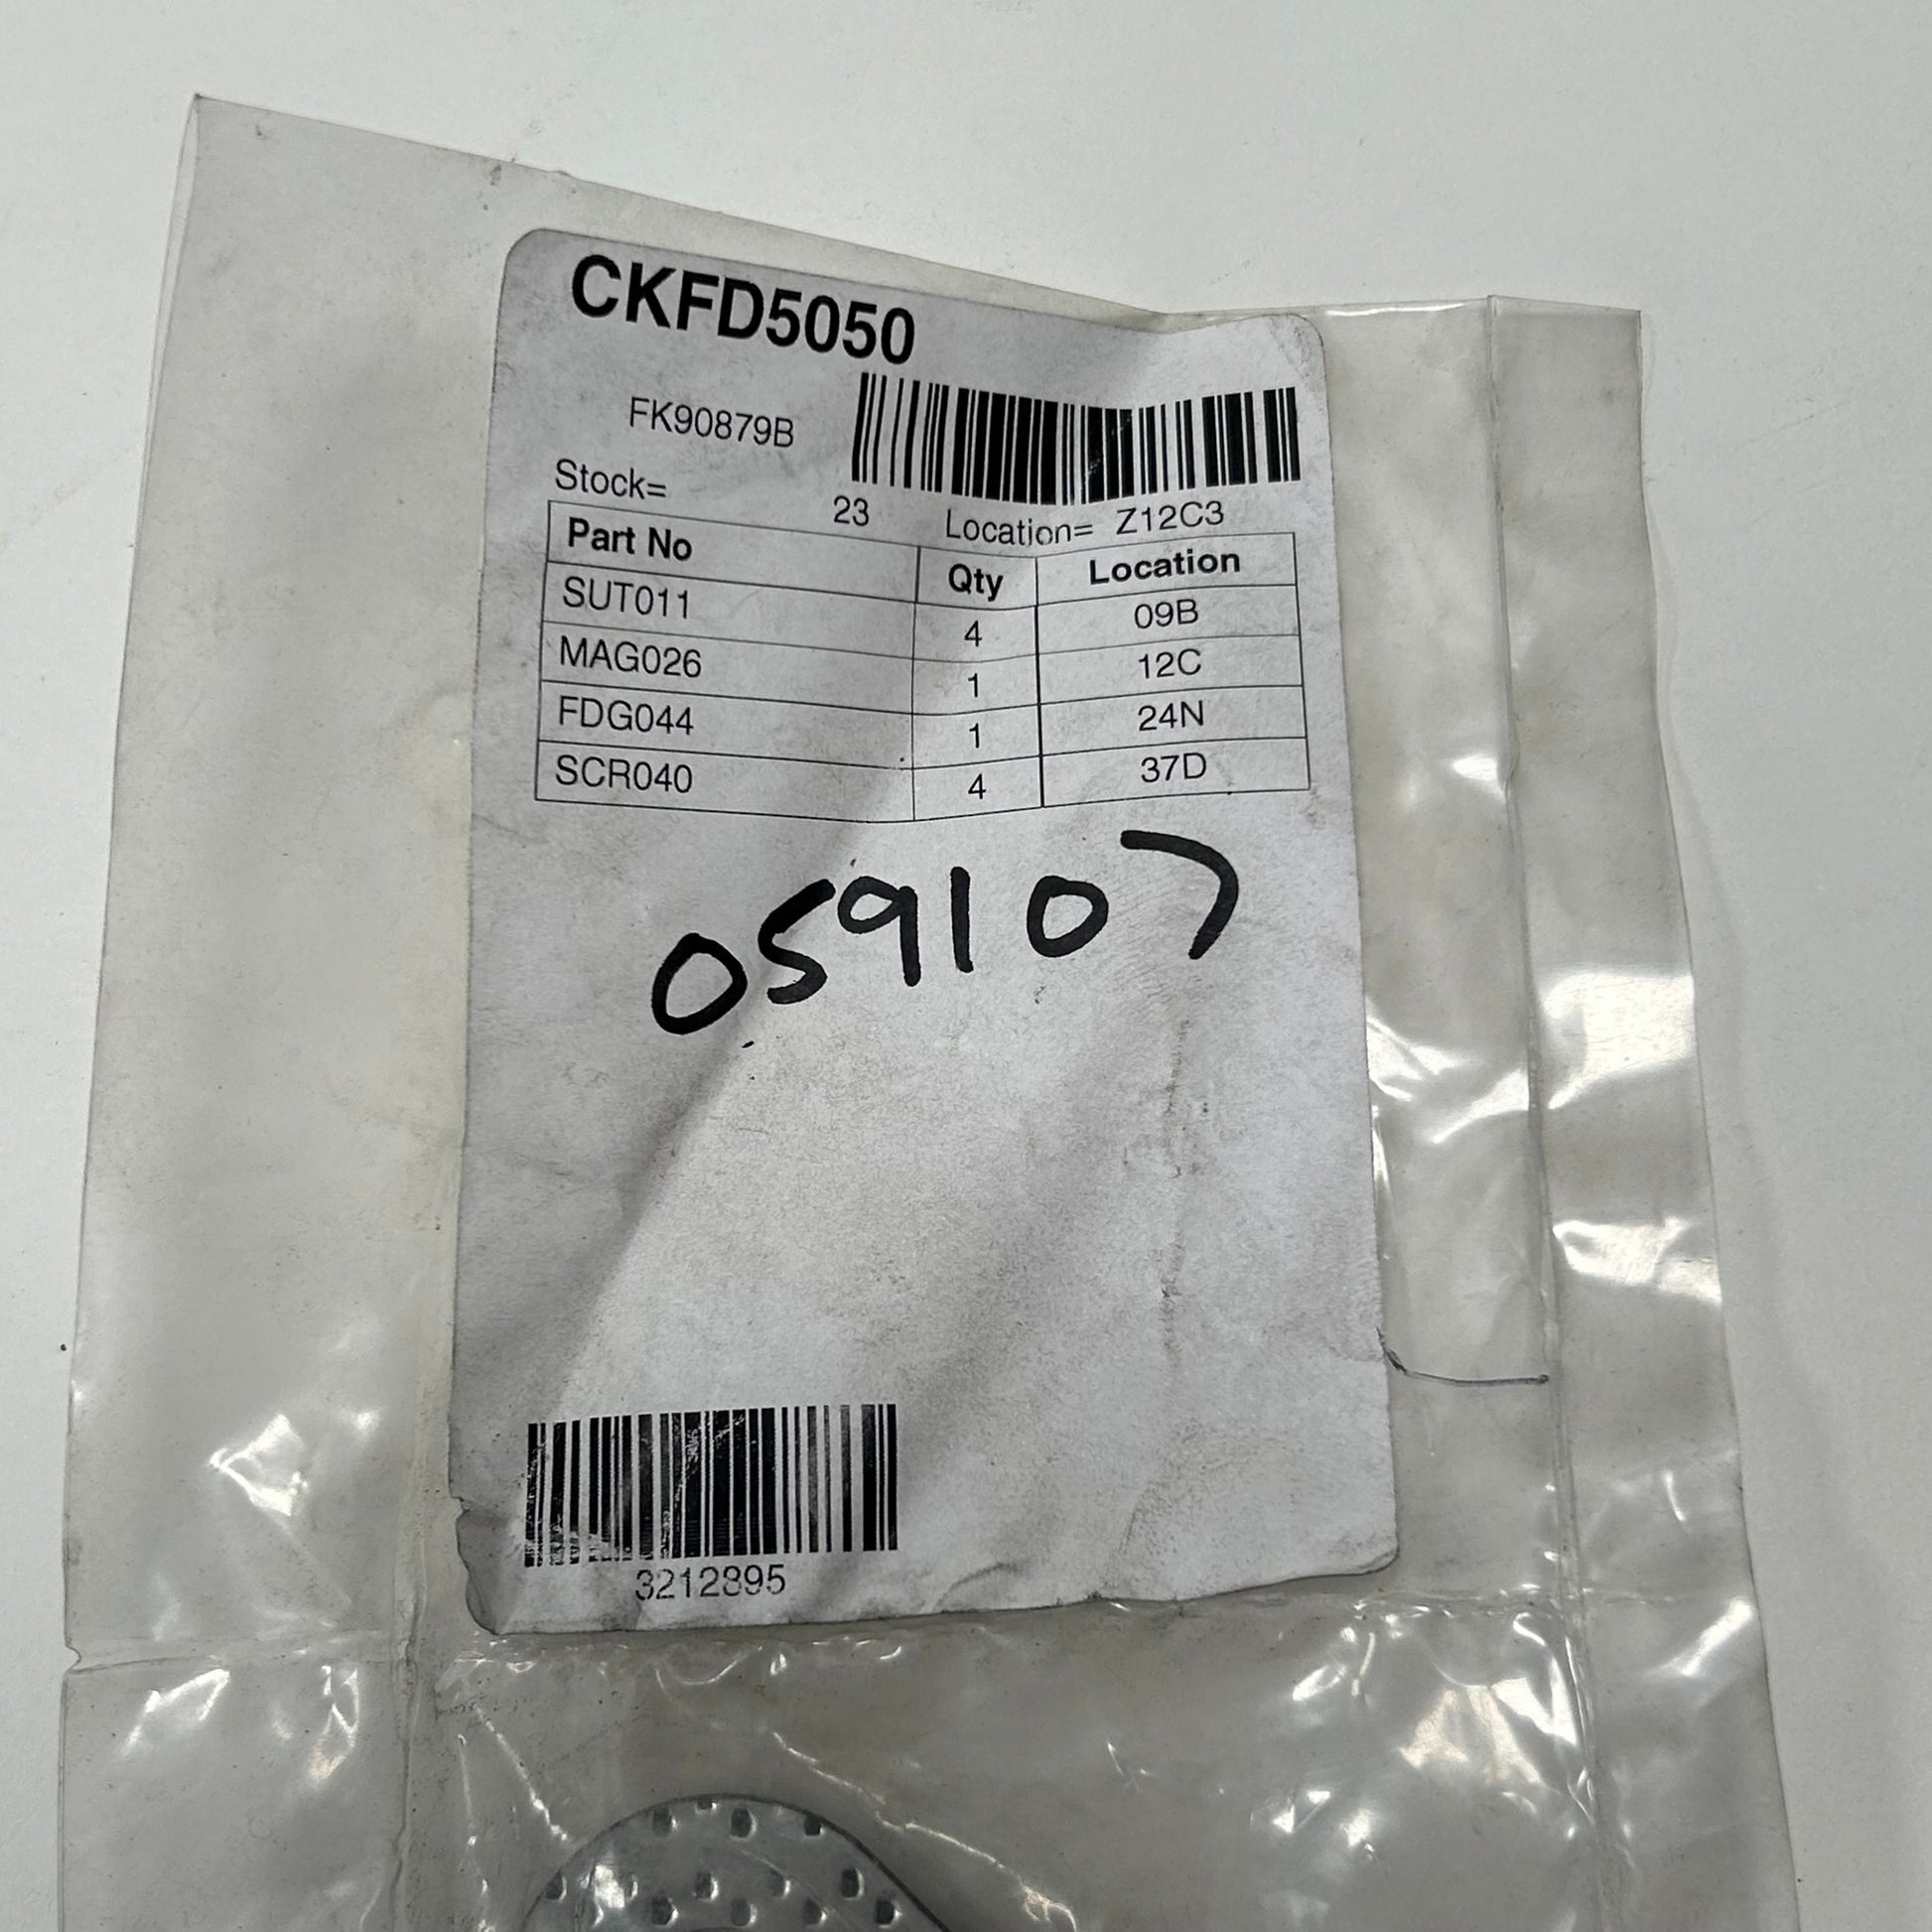 CKFD5050
FK90879B
Stock= 23 Location= Z12C3
Part No Qty Location
SUT011 4 09B
MAG026 1 12C
FDG044 1 24N
SCR040 4 37D
059107
3212895